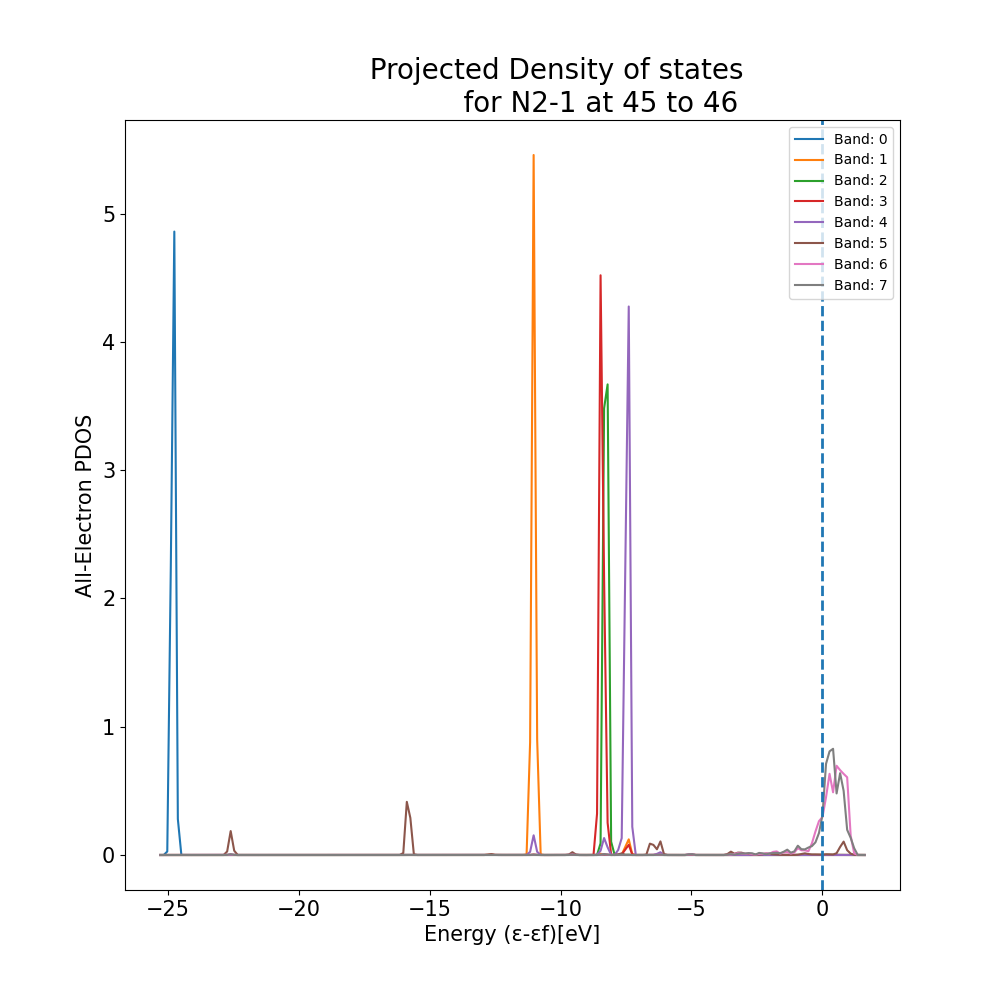 Projected Density of states
for N2-1 at 45 to 46
Band: 0
Band: 1
Band: 2
Band: 3
Band: 4
Band: 5
Band: 6
Band: 7
All-Electron PDOS
5
4
3
2
1
0
−25
−20
−15
−10
−5
0
Energy (ε-εf)[eV]